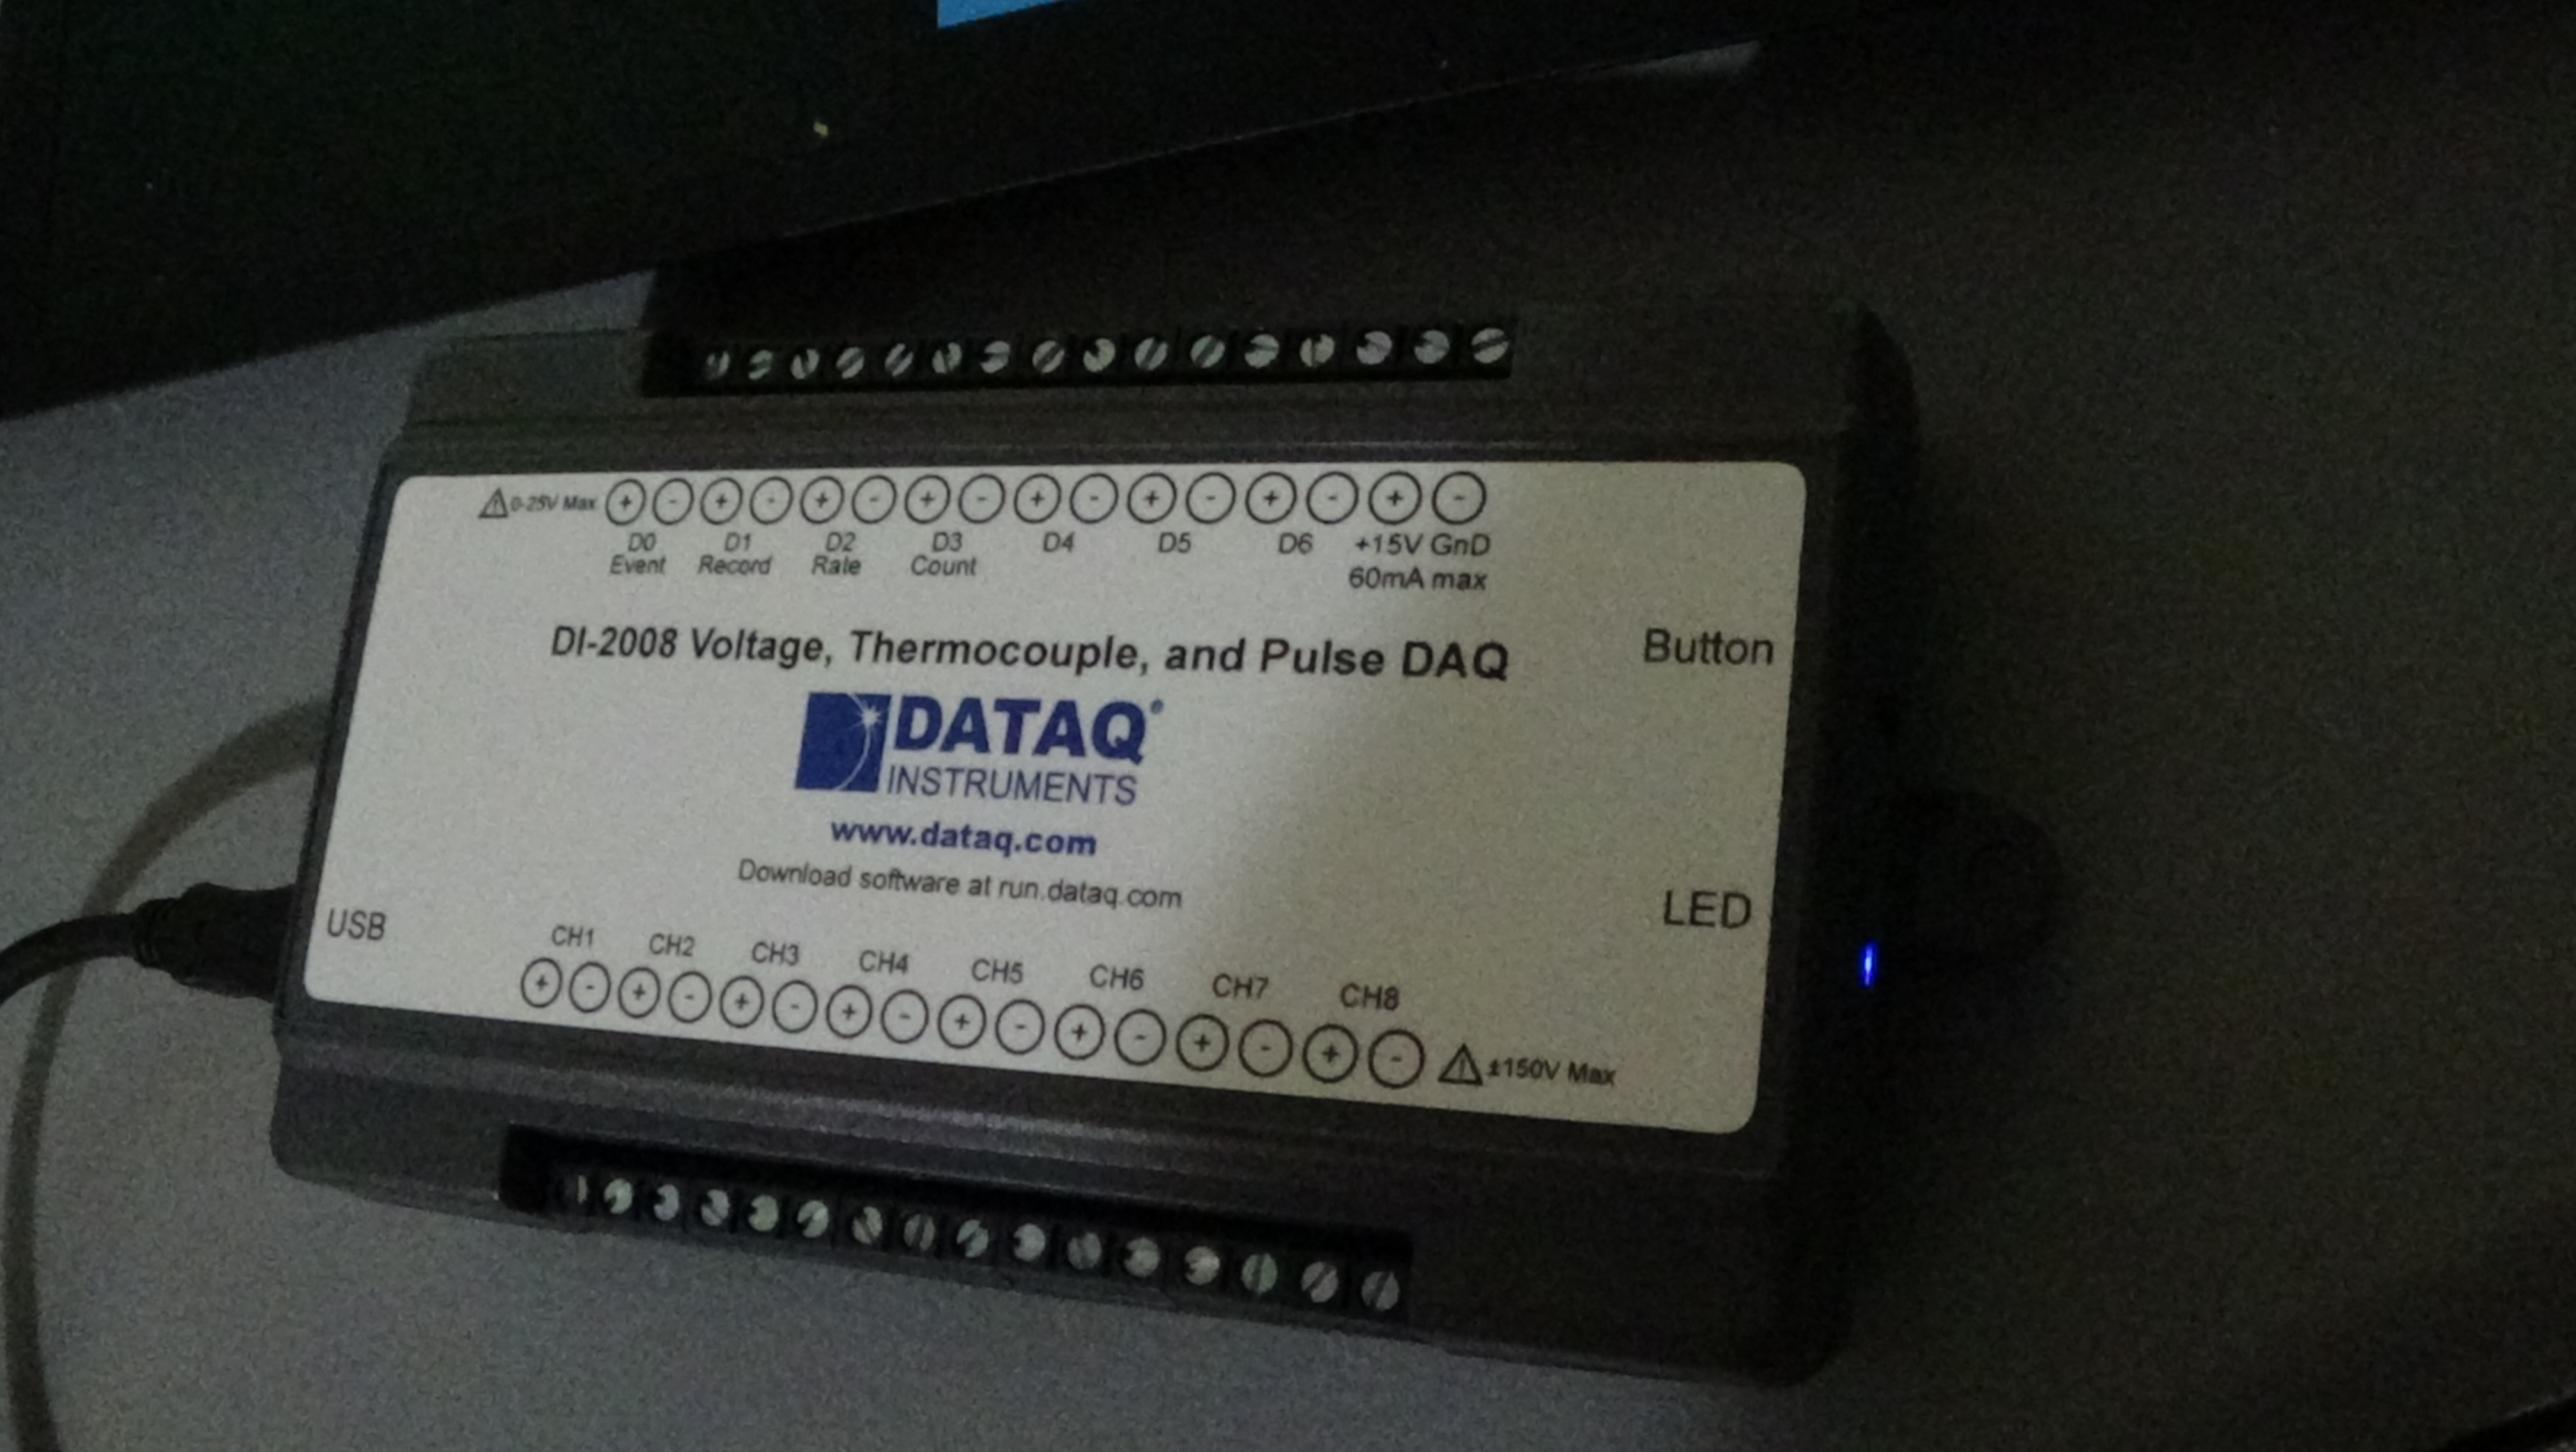 0-25V Max + - + - + - + - + - + - + - + -
D0 D1 D2 D3 D4 D5 D6 +15V GnD
Event Record Rate Count 60mA max
DI-2008 Voltage, Thermocouple, and Pulse DAQ
Button
DATAQ®
INSTRUMENTS
www.dataq.com
Download software at run.dataq.com
LED
USB
CH1 CH2 CH3 CH4 CH5 CH6 CH7 CH8
+ - + - + - + - + - + - + - + - ±150V Max